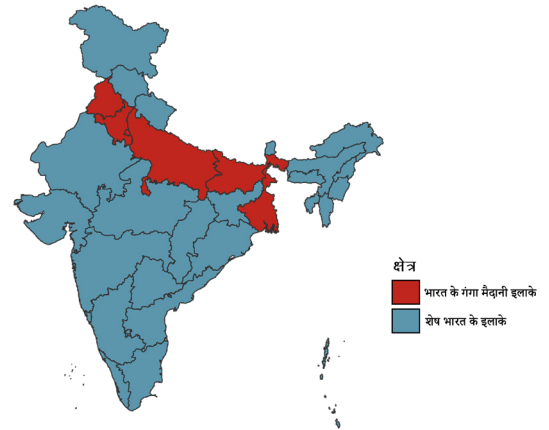 क्षेत्र
भारत के गंगा मैदानी इलाके
शेष भारत के इलाके